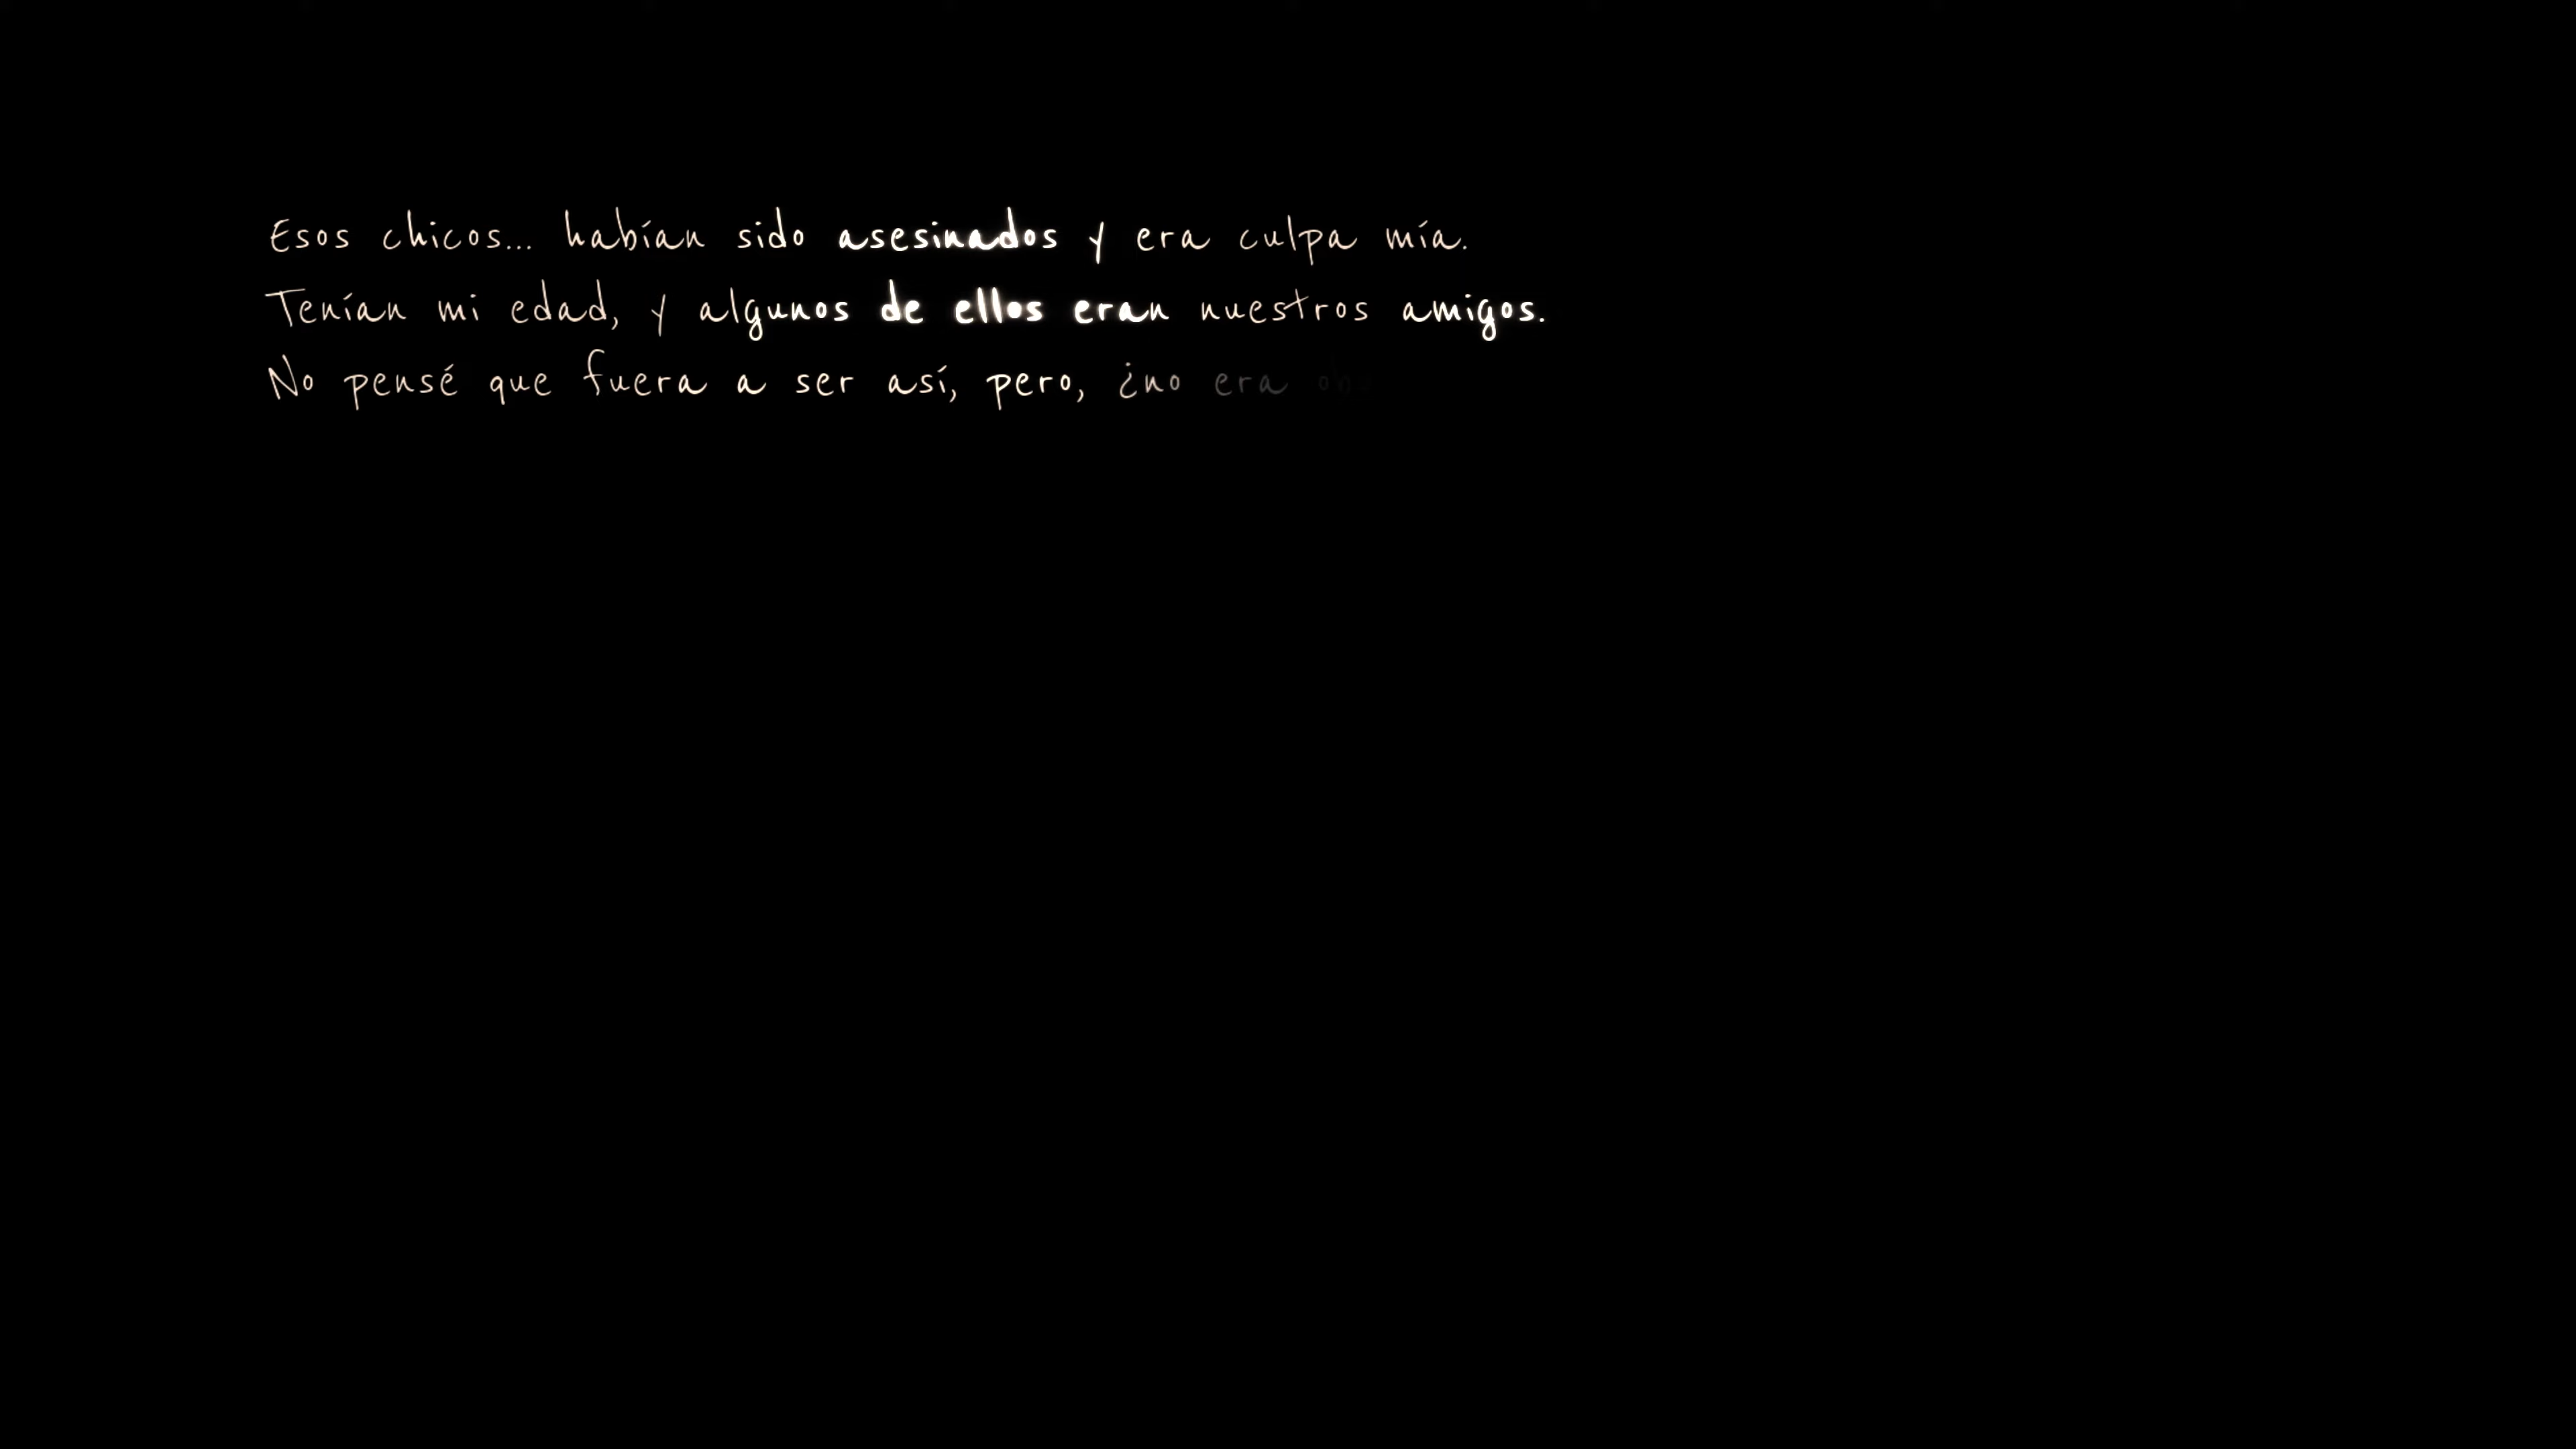 Esos chicos... habían sido asesinados y era culpa mía.
Tenían mi edad, y algunos de ellos eran nuestros amigos.
No pensé que fuera a ser así, pero, ¿no era